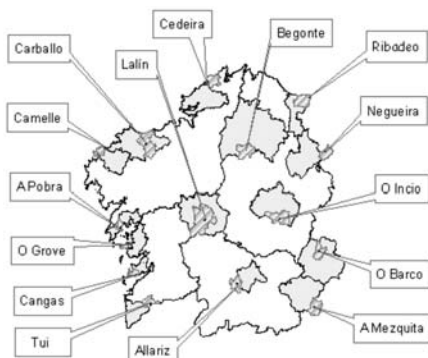 Cedeira
Begonte
Carballo
Ribadeo
Lalín
Camelle
Negueira
A Pobra
O Incio
O Grove
O Barco
Cangas
Tui
Allariz
A Mezquita